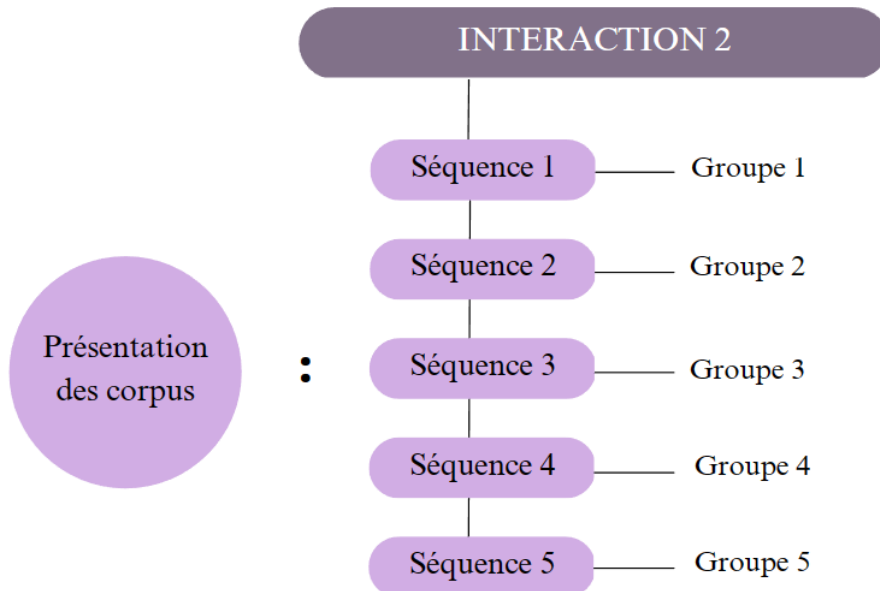 INTERACTION 2
Séquence 1
Groupe 1
Séquence 2
Groupe 2
Présentation
des corpus
:
Séquence 3
Groupe 3
Séquence 4
Groupe 4
Séquence 5
Groupe 5